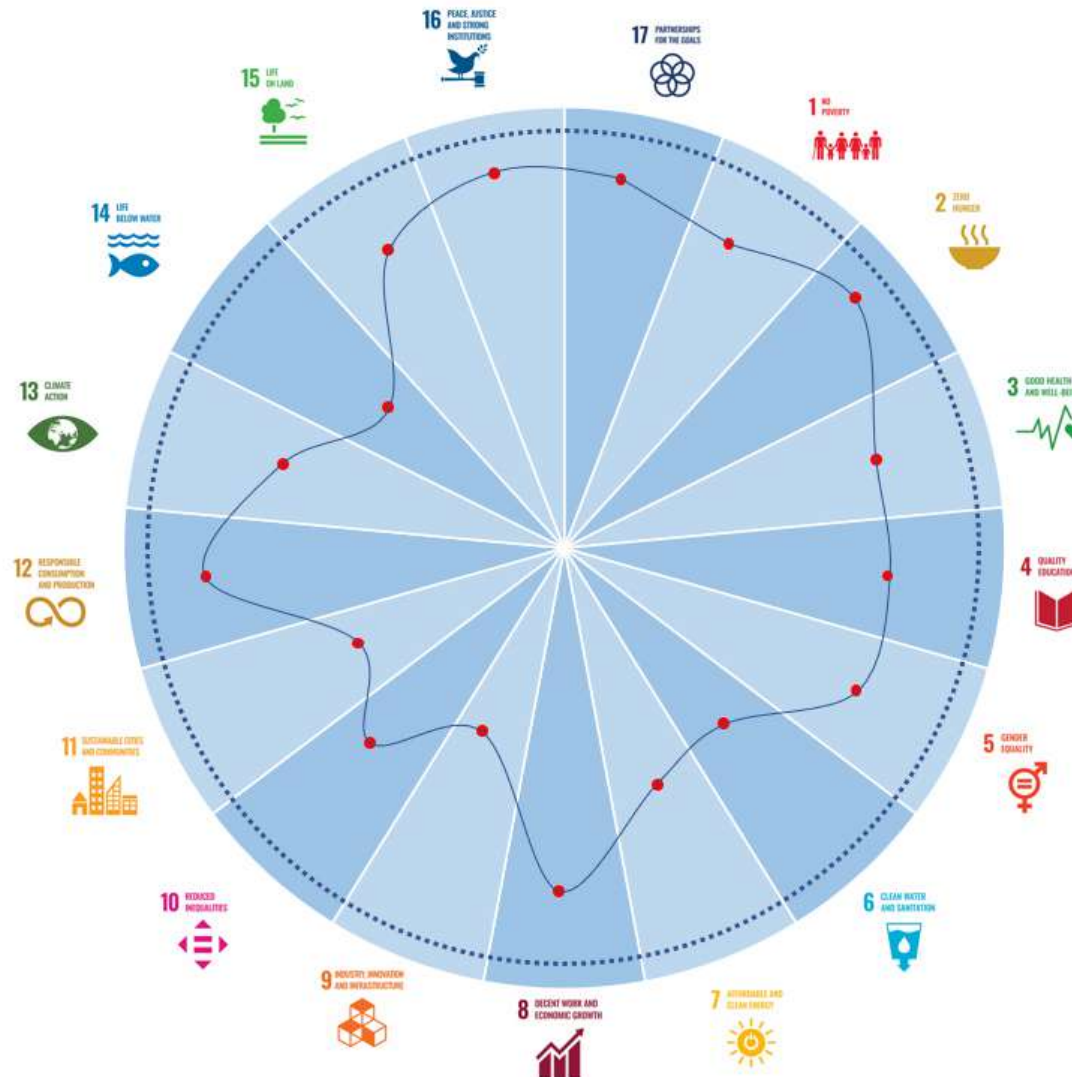 16 PEACE, JUSTICE
AND STRONG
INSTITUTIONS
17 PARTNERSHIPS
FOR THE GOALS
15 LIFE
ON LAND
1 NO
POVERTY
14 LIFE
BELOW WATER
2 ZERO
HUNGER
13 CLIMATE
ACTION
3 GOOD HEALTH
AND WELL-BE
12 RESPONSIBLE
CONSUMPTION
AND PRODUCTION
4 QUALITY
EDUCATION
11 SUSTAINABLE CITIES
AND COMMUNITIES
5 GENDER
EQUALITY
10 REDUCED
INEQUALITIES
6 CLEAN WATER
AND SANITATION
9 INDUSTRY, INNOVATION
AND INFRASTRUCTURE
8 DECENT WORK AND
ECONOMIC GROWTH
7 AFFORDABLE AND
CLEAN ENERGY